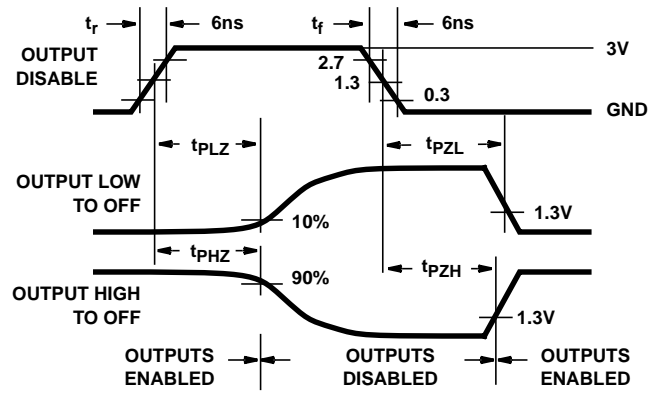 tr
6ns
tf
6ns
OUTPUT
DISABLE
2.7
1.3
0.3
3V
GND
tPLZ
tPZL
OUTPUT LOW
TO OFF
10%
1.3V
tPHZ
tPZH
OUTPUT HIGH
TO OFF
90%
1.3V
OUTPUTS
ENABLED
OUTPUTS
DISABLED
OUTPUTS
ENABLED